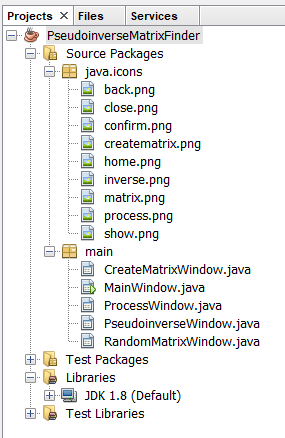 Projects Files Services
PseudoinverseMatrixFinder
Source Packages
java.icons
back.png
close.png
confirm.png
creatematrix.png
home.png
inverse.png
matrix.png
process.png
show.png
main
CreateMatrixWindow.java
MainWindow.java
ProcessWindow.java
PseudoinverseWindow.java
RandomMatrixWindow.java
Test Packages
Libraries
JDK 1.8 (Default)
Test Libraries